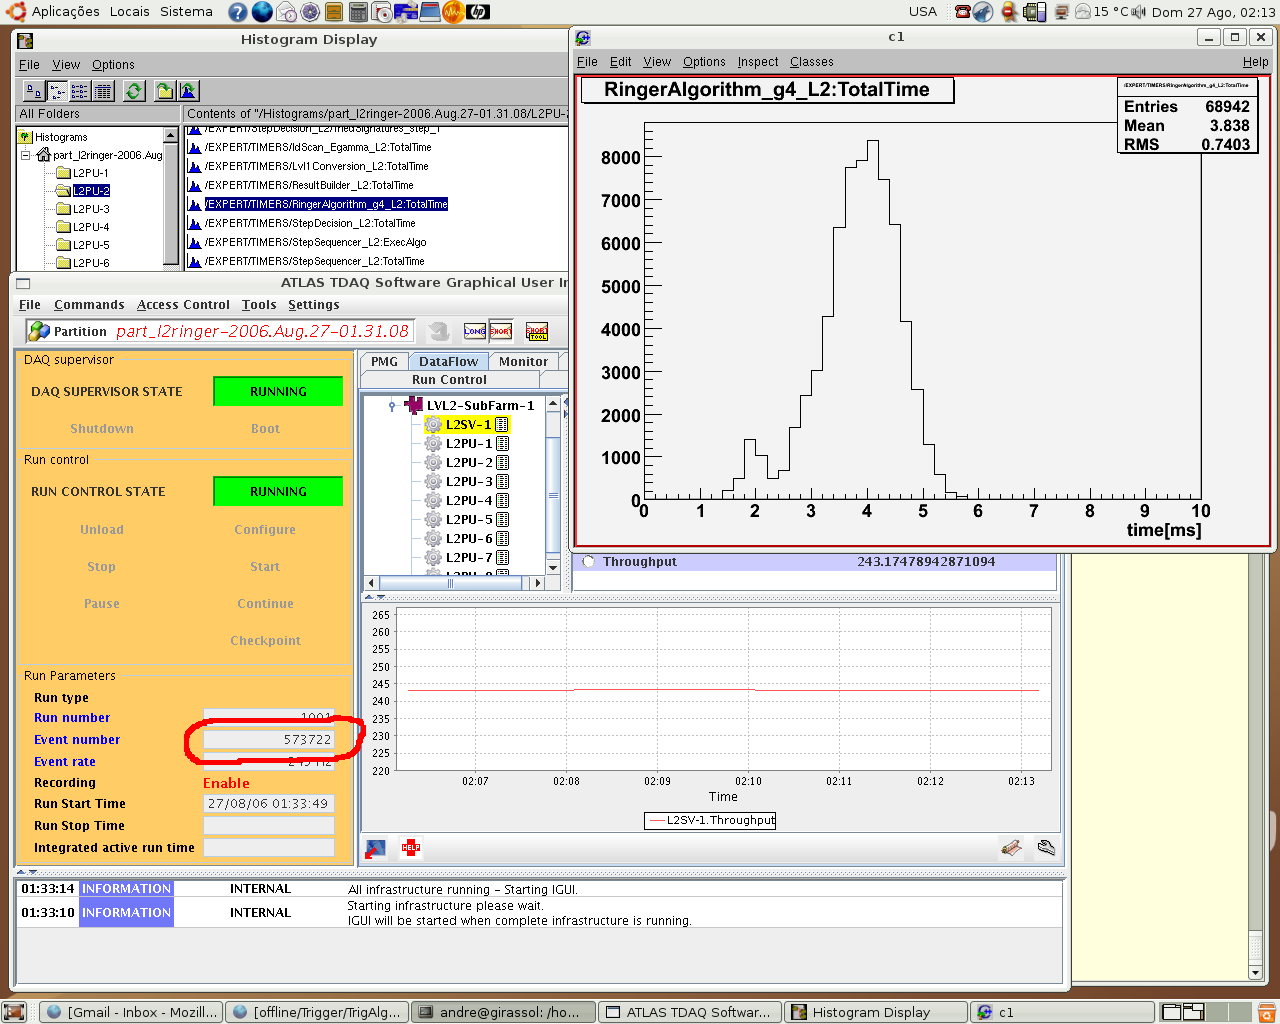 Aplicações Locais Sistema
USA 15 °C Dom 27 Ago, 02:13
Histogram Display
File View Options
All Folders
Contents of "/Histograms/part_l2ringer-2006.Aug.27-01.31.08/L2PU-2
Histograms
part_l2ringer-2006.Aug
L2PU-1
L2PU-2
L2PU-3
L2PU-4
L2PU-5
L2PU-6
/EXPERT/StepDecision_L2/triedSignatures_step_1
/EXPERT/TIMERS/IdScan_Egamma_L2:TotalTime
/EXPERT/TIMERS/Lvl1Conversion_L2:TotalTime
/EXPERT/TIMERS/ResultBuilder_L2:TotalTime
/EXPERT/TIMERS/RingerAlgorithm_g4_L2:TotalTime
/EXPERT/TIMERS/StepDecision_L2:TotalTime
/EXPERT/TIMERS/StepSequencer_L2:ExecAlgo
/EXPERT/TIMERS/StepSequencer_L2:TotalTime
c1
File Edit View Options Inspect Classes Help
RingerAlgorithm_g4_L2:TotalTime
/EXPERT/TIMERS/RingerAlgorithm_g4_L2:TotalTime
Entries 68942
Mean 3.838
RMS 0.7403
8000
7000
6000
5000
4000
3000
2000
1000
0
0 1 2 3 4 5 6 7 8 9 10
time[ms]
ATLAS TDAQ Software Graphical User In
File Commands Access Control Tools Settings
Partition part_l2ringer-2006.Aug.27-01.31.08
LONG SHORT SHORT TOOL
DAQ supervisor
DAQ SUPERVISOR STATE RUNNING
Shutdown Boot
Run control
RUN CONTROL STATE RUNNING
Unload Configure
Stop Start
Pause Continue
Checkpoint
Run Parameters
Run type
Run number 1001
Event number 573722
Event rate 243 Hz
Recording Enable
Run Start Time 27/08/06 01:33:49
Run Stop Time
Integrated active run time
PMG DataFlow Monitor
Run Control
LVL2-SubFarm-1
L2SV-1
L2PU-1
L2PU-2
L2PU-3
L2PU-4
L2PU-5
L2PU-6
L2PU-7
L2PU-8
Throughput 243.17478942871094
265
260
255
250
245
240
235
230
225
220
02:07 02:08 02:09 02:10 02:11 02:12 02:13
Time
L2SV-1.Throughput
HELP
01:33:14 INFORMATION INTERNAL All infrastructure running - Starting IGUI.
01:33:10 INFORMATION INTERNAL Starting infrastructure please wait.
IGUI will be started when complete infrastructure is running.
[Gmail - Inbox - Mozill... [offline/Trigger/TrigAlg... andre@girassol: /ho... ATLAS TDAQ Softwar... Histogram Display c1